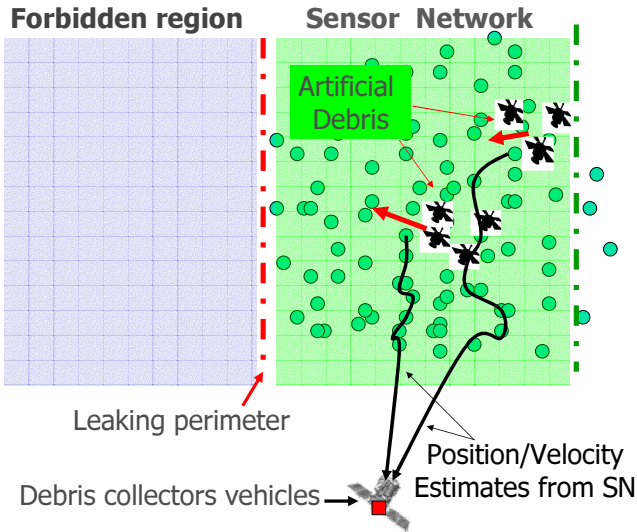 Forbidden region
Sensor Network
Artificial
Debris
Leaking perimeter
Position/Velocity
Estimates from SN
Debris collectors vehicles